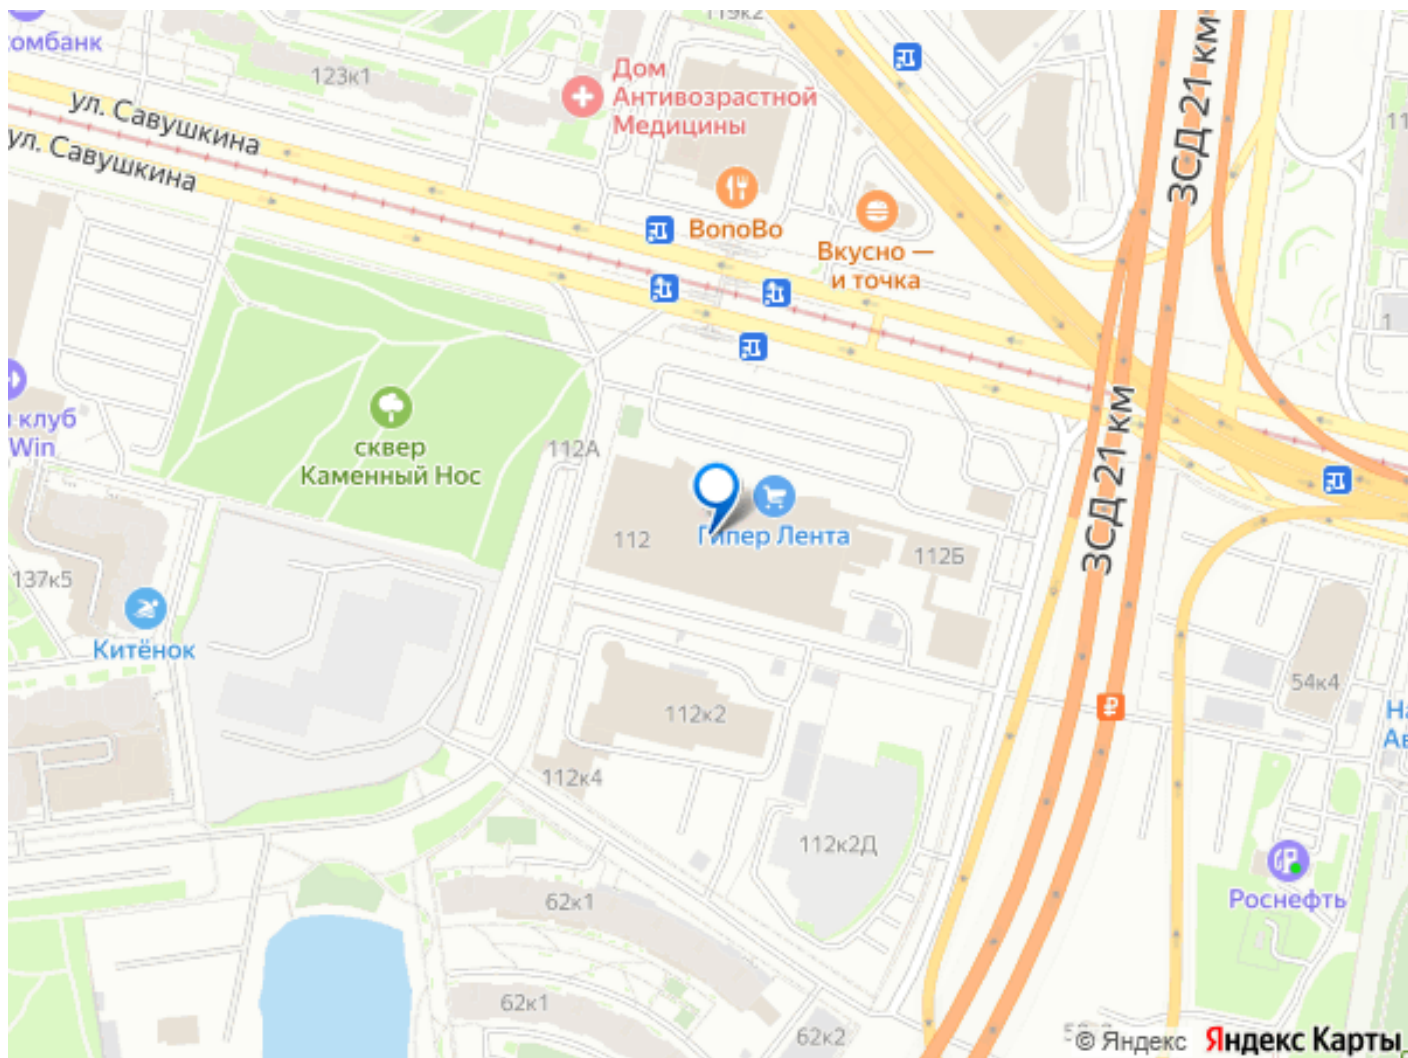 омбанк
123к1
119к2
Дом
Антивозрастной
Медицины
ул. Савушкина
ул. Савушкина
ЗСД 21 км
BonoBo
Вкусно —
и точка
1
клуб
Win
сквер
Каменный Нос
112А
ЗСД 21 км
112
Гипер Лента
112Б
137к5
Китёнок
112к2
54к4
112к4
112к2Д
62к1
Роснефть
62к1
62к2
© Яндекс Яндекс Карты